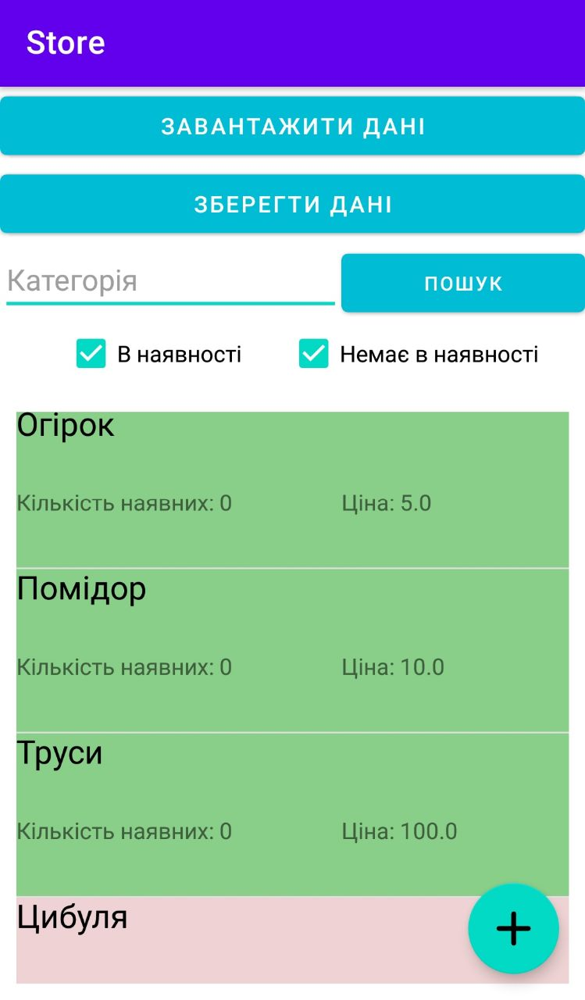 Store
ЗАВАНТАЖИТИ ДАНІ
ЗБЕРЕГТИ ДАНІ
Категорія
ПОШУК
В наявності
Немає в наявності
Огірок
Кількість наявних: 0
Ціна: 5.0
Помідор
Кількість наявних: 0
Ціна: 10.0
Труси
Кількість наявних: 0
Ціна: 100.0
Цибуля